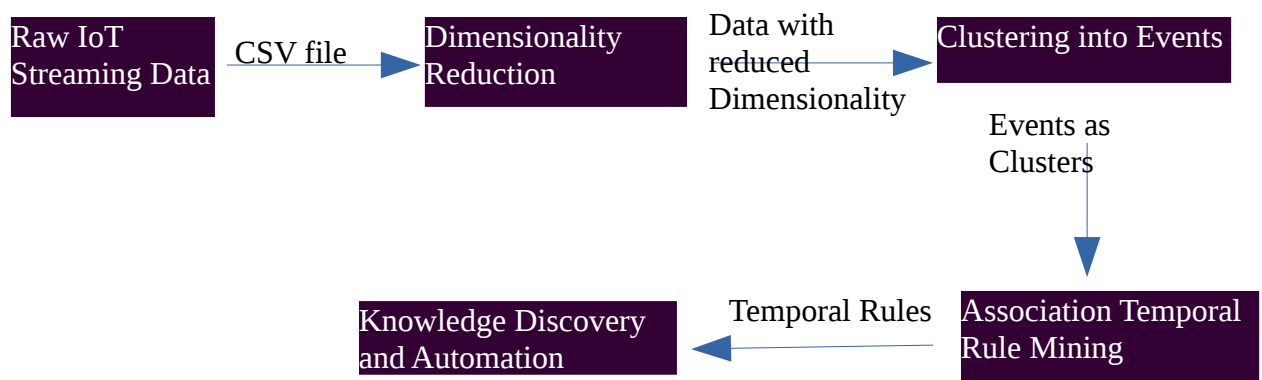 Raw IoT
Streaming Data
CSV file
Dimensionality
Reduction
Data with
reduced
Dimensionality
Clustering into Events
Events as
Clusters
Association Temporal
Rule Mining
Temporal Rules
Knowledge Discovery
and Automation